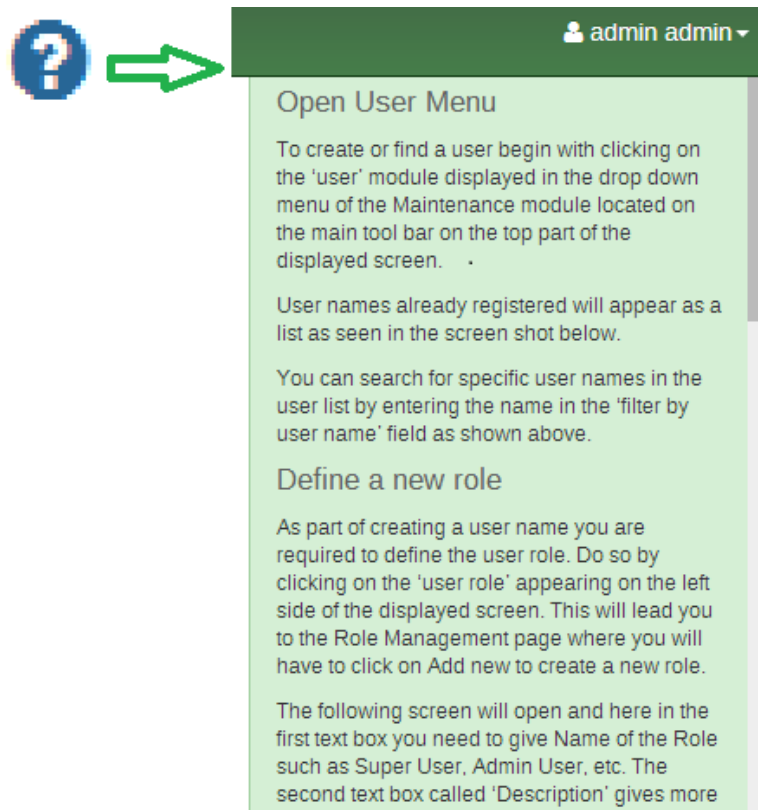 ?
admin admin
Open User Menu
To create or find a user begin with clicking on
the ‘user’ module displayed in the drop down
menu of the Maintenance module located on
the main tool bar on the top part of the
displayed screen.
User names already registered will appear as a
list as seen in the screen shot below.
You can search for specific user names in the
user list by entering the name in the ‘filter by
user name’ field as shown above.
Define a new role
As part of creating a user name you are
required to define the user role. Do so by
clicking on the ‘user role’ appearing on the left
side of the displayed screen. This will lead you
to the Role Management page where you will
have to click on Add new to create a new role.
The following screen will open and here in the
first text box you need to give Name of the Role
such as Super User, Admin User, etc. The
second text box called ‘Description’ gives more